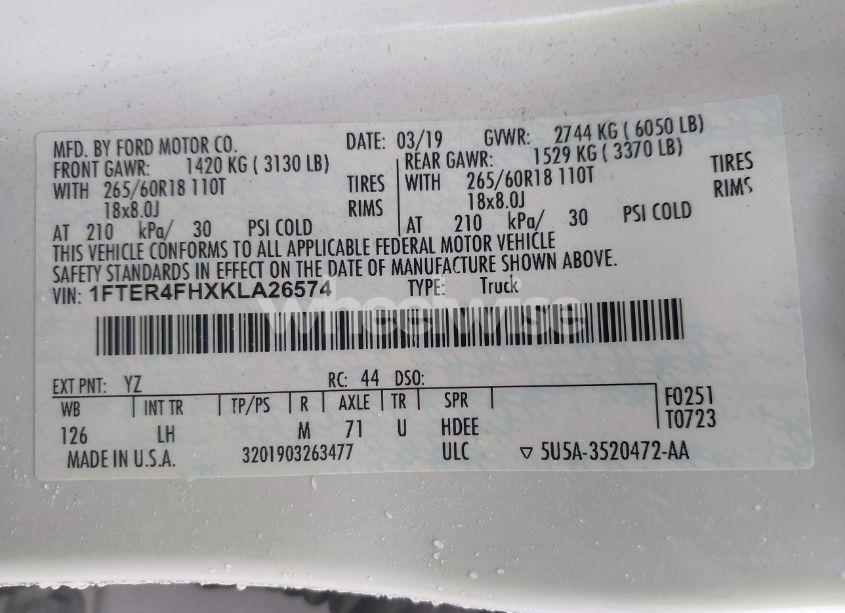 MFD. BY FORD MOTOR CO. DATE: 03/19 GVWR: 2744 KG ( 6050 LB)
FRONT GAWR: 1420 KG ( 3130 LB) REAR GAWR: 1529 KG ( 3370 LB)
WITH 265/60R18 110T TIRES WITH 265/60R18 110T TIRES
18x8.0J RIMS 18x8.0J RIMS
AT 210 kPa/ 30 PSI COLD AT 210 kPa/ 30 PSI COLD
THIS VEHICLE CONFORMS TO ALL APPLICABLE FEDERAL MOTOR VEHICLE
SAFETY STANDARDS IN EFFECT ON THE DATE OF MANUFACTURE SHOWN ABOVE.
VIN: 1FTER4FHXKLA26574 TYPE: Truck
Wheelwise
EXT PNT: YZ RC: 44 DSO:
WB INT TR TP/PS R AXLE TR SPR F0251
126 LH M 71 U HDEE T0723
MADE IN U.S.A. 3201903263477 ULC ▽ 5U5A-3520472-AA